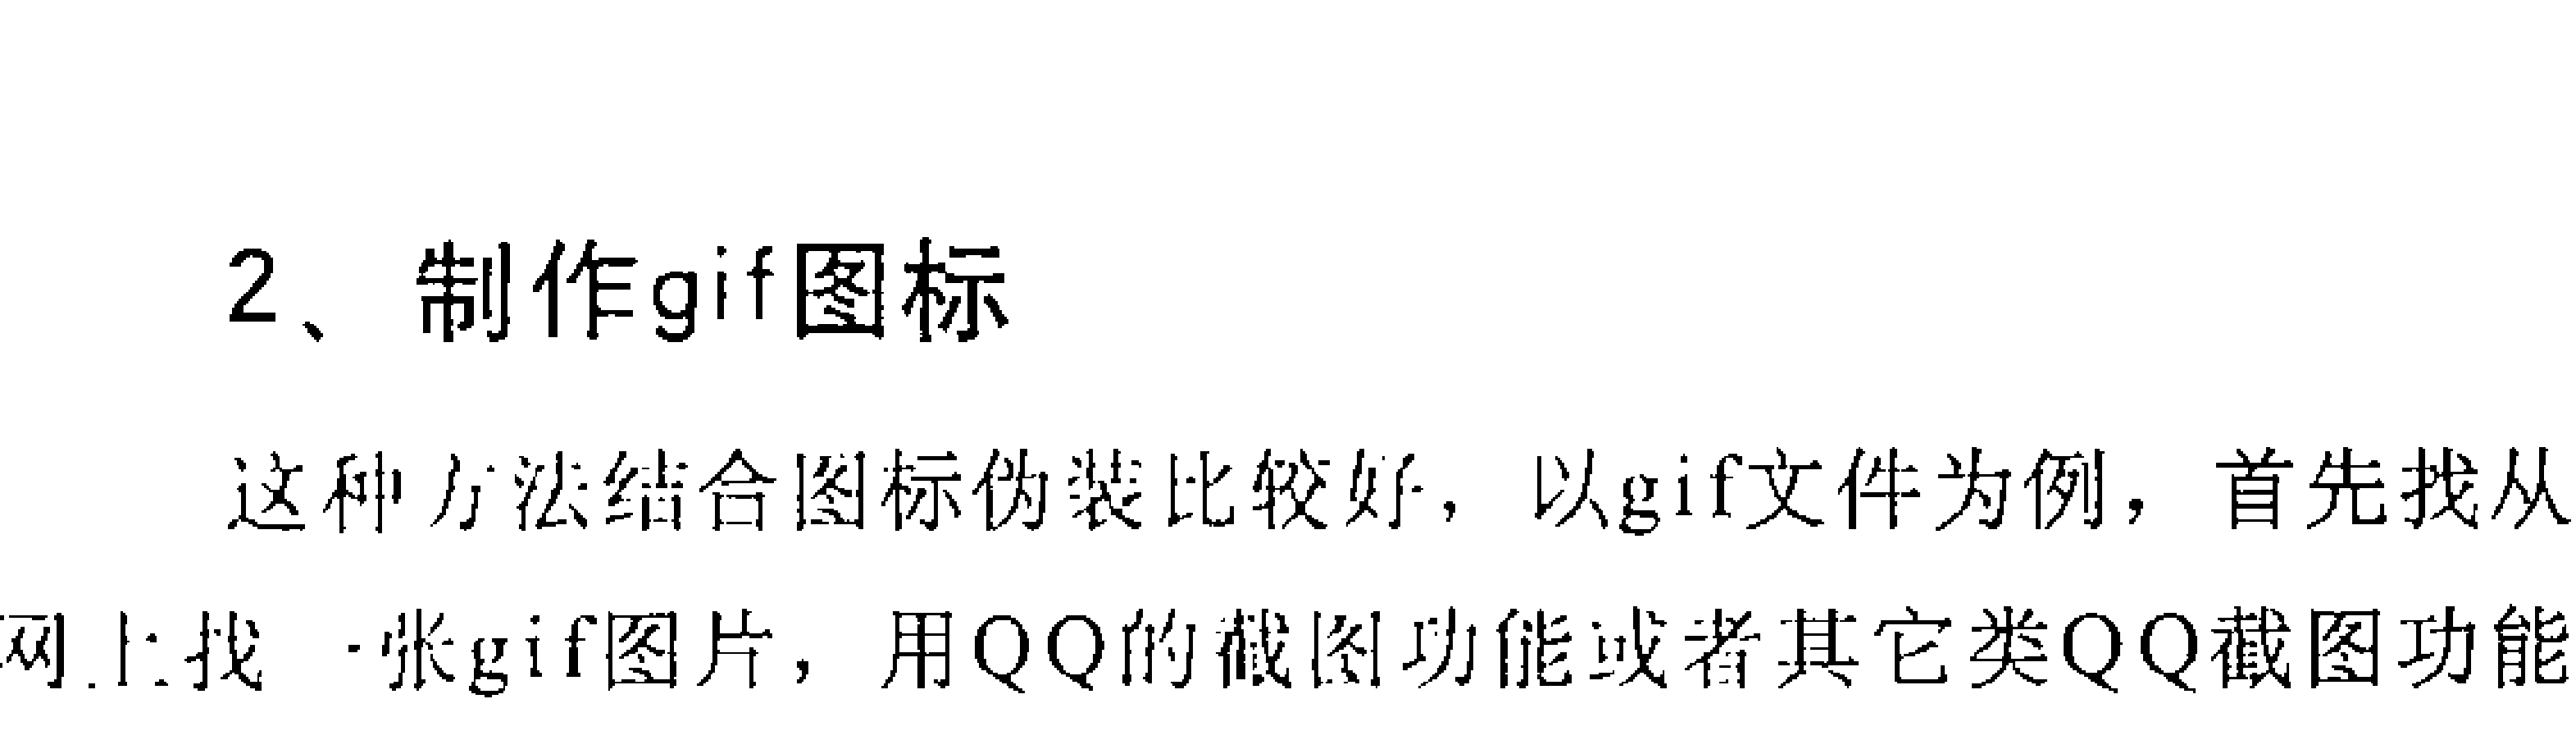 2、制作gif图标
这种方法结合图标伪装比较好，以gif文件为例，首先找从
网上找一张gif图片，用QQ的截图功能或者其它类QQ截图功能